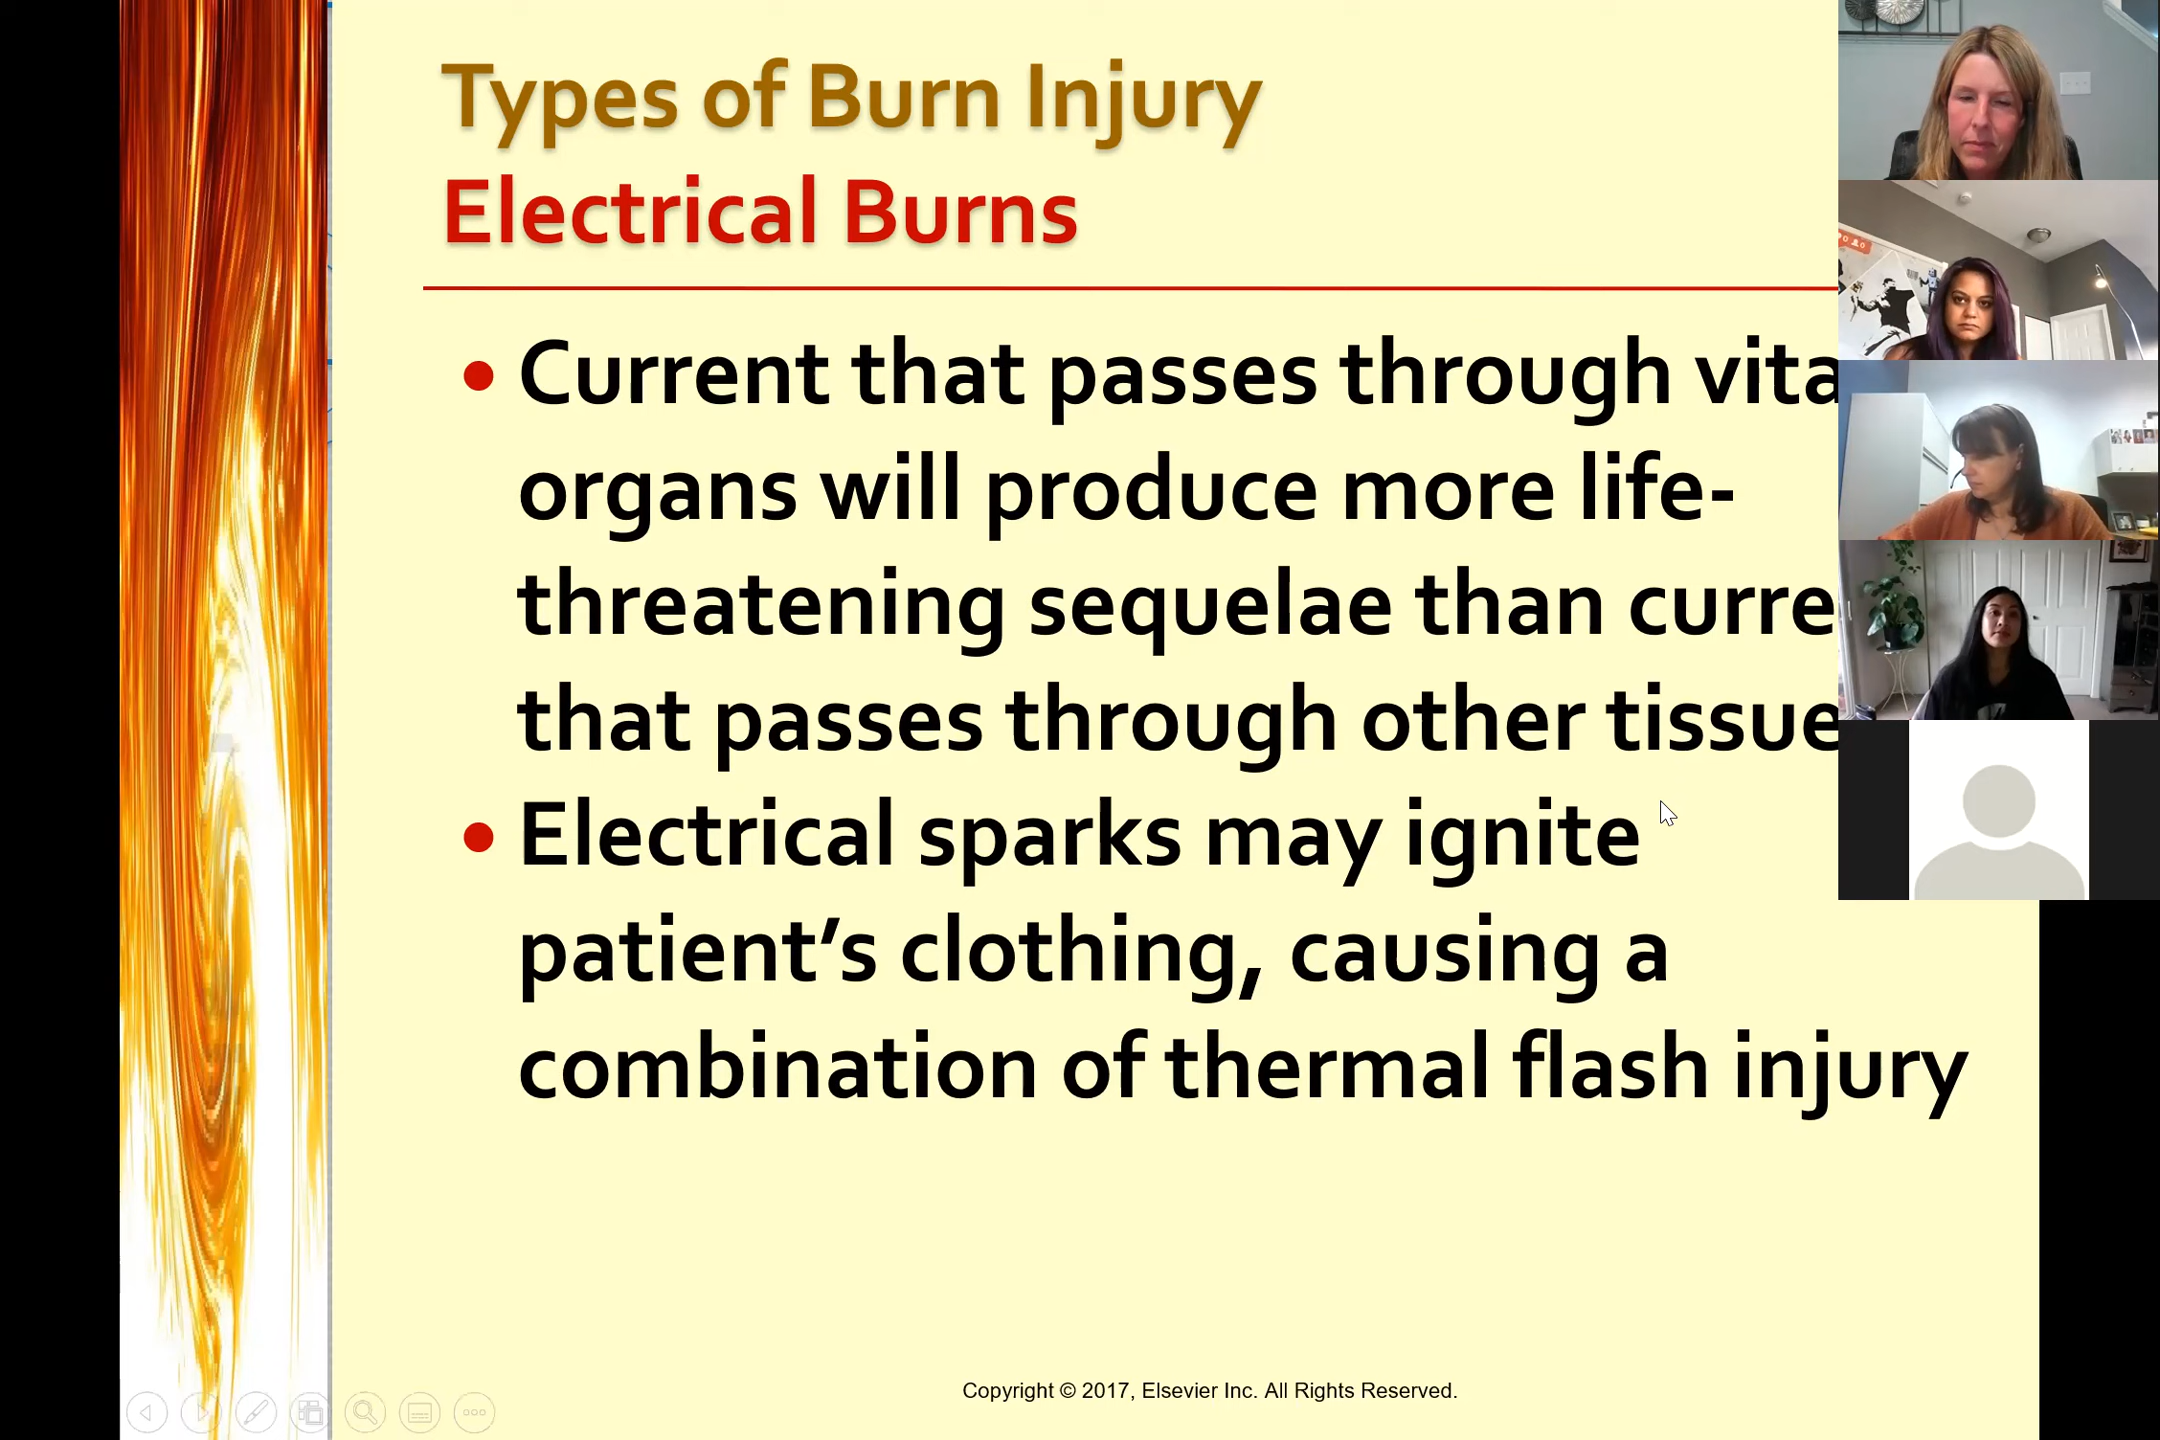 Types of Burn Injury
Electrical Burns
• Current that passes through vita
organs will produce more life-
threatening sequelae than curre
that passes through other tissue
• Electrical sparks may ignite
patient’s clothing, causing a
combination of thermal flash injury
Copyright © 2017, Elsevier Inc. All Rights Reserved.